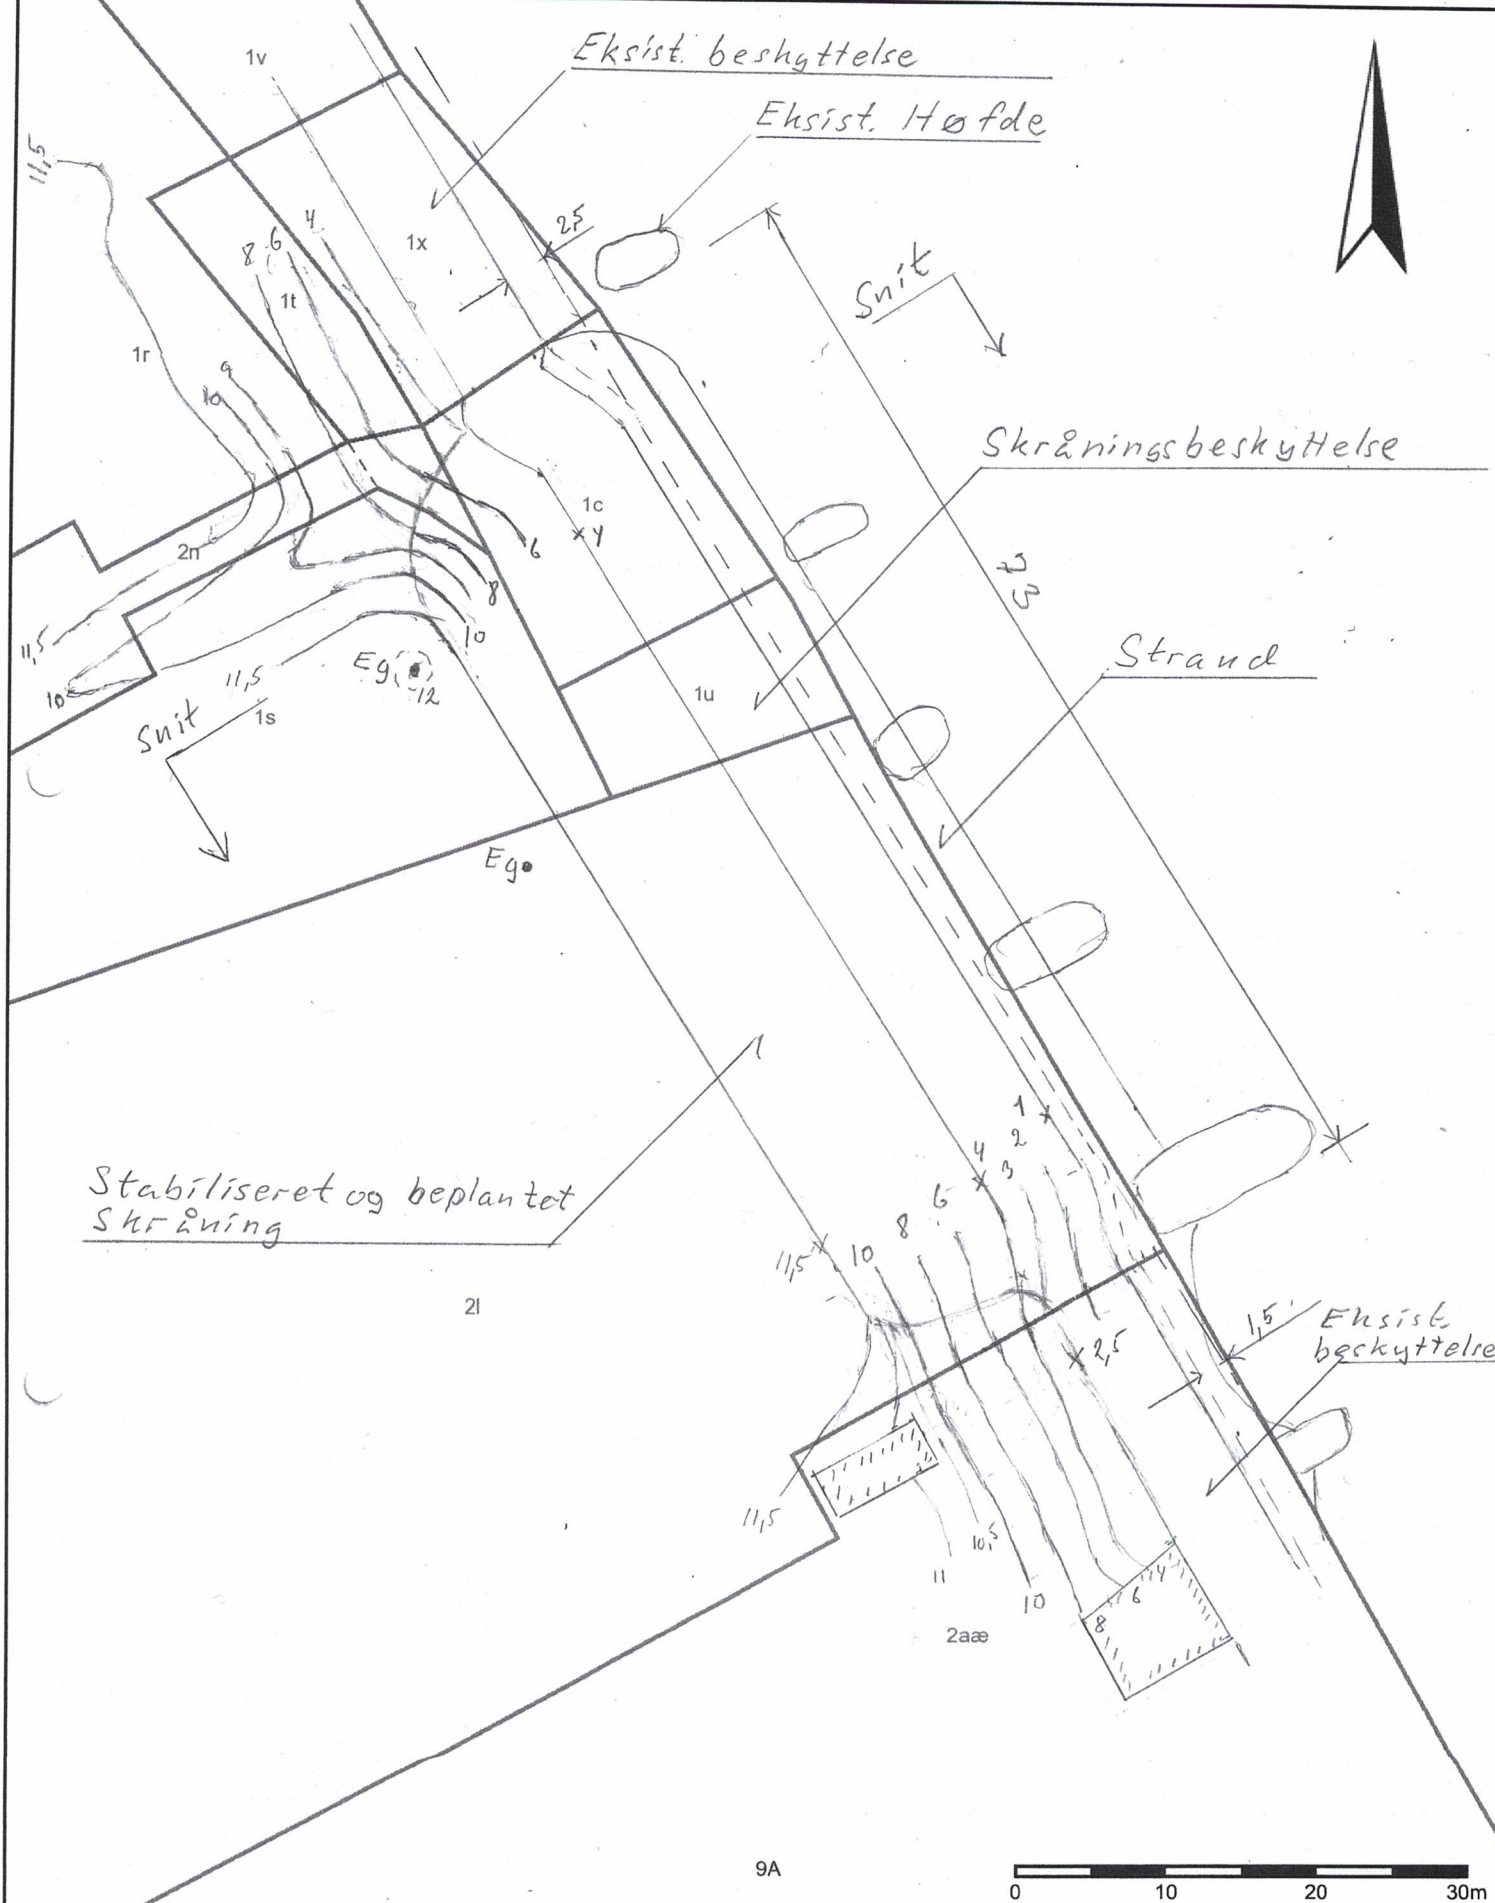 1v
Eksist. beskyttelse
Eksist. Høfde
11,5
4
6
8
2,5
1x
1t
Snit
1r
9
10
Skråningsbeskyttelse
1c
4
6
2n
73
8
11,5
10
10
Eg
12
11,5
Strand
1u
Snit
1s
Eg
1
2
4
3
Stabiliseret og beplantet
Skråning
6
8
10
11,5
2l
1,5
Eksist.
beskyttelse
2,5
11,5
10,5
11
10
4
6
8
2aæ
9A
0 10 20 30m